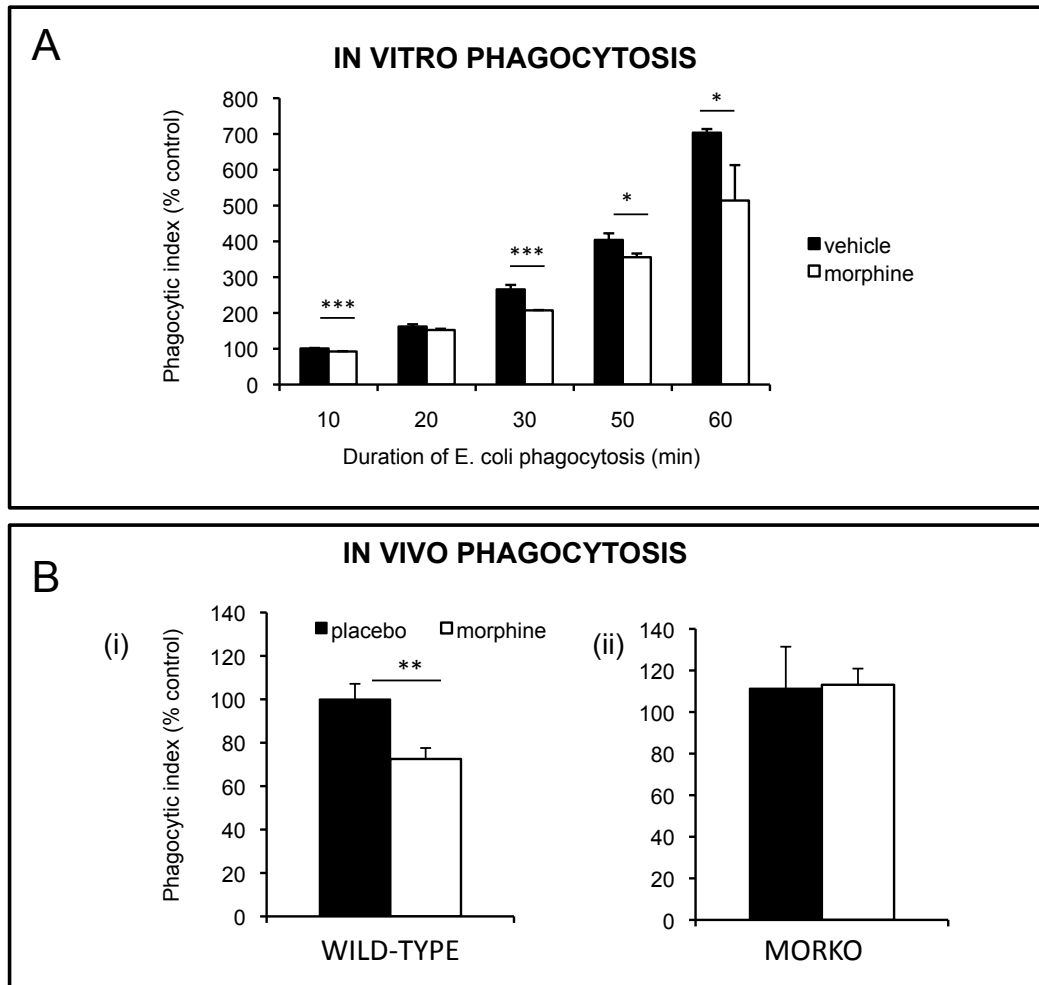 A
IN VITRO PHAGOCYTOSIS
Phagocytic index (% control)
800
700
600
500
400
300
200
100
0
***
***
*
*
10 20 30 50 60
Duration of E. coli phagocytosis (min)
vehicle
morphine
B
IN VIVO PHAGOCYTOSIS
(i)
Phagocytic index (% control)
140
120
100
80
60
40
20
0
placebo morphine
**
WILD-TYPE
(ii)
140
120
100
80
60
40
20
0
MORKO